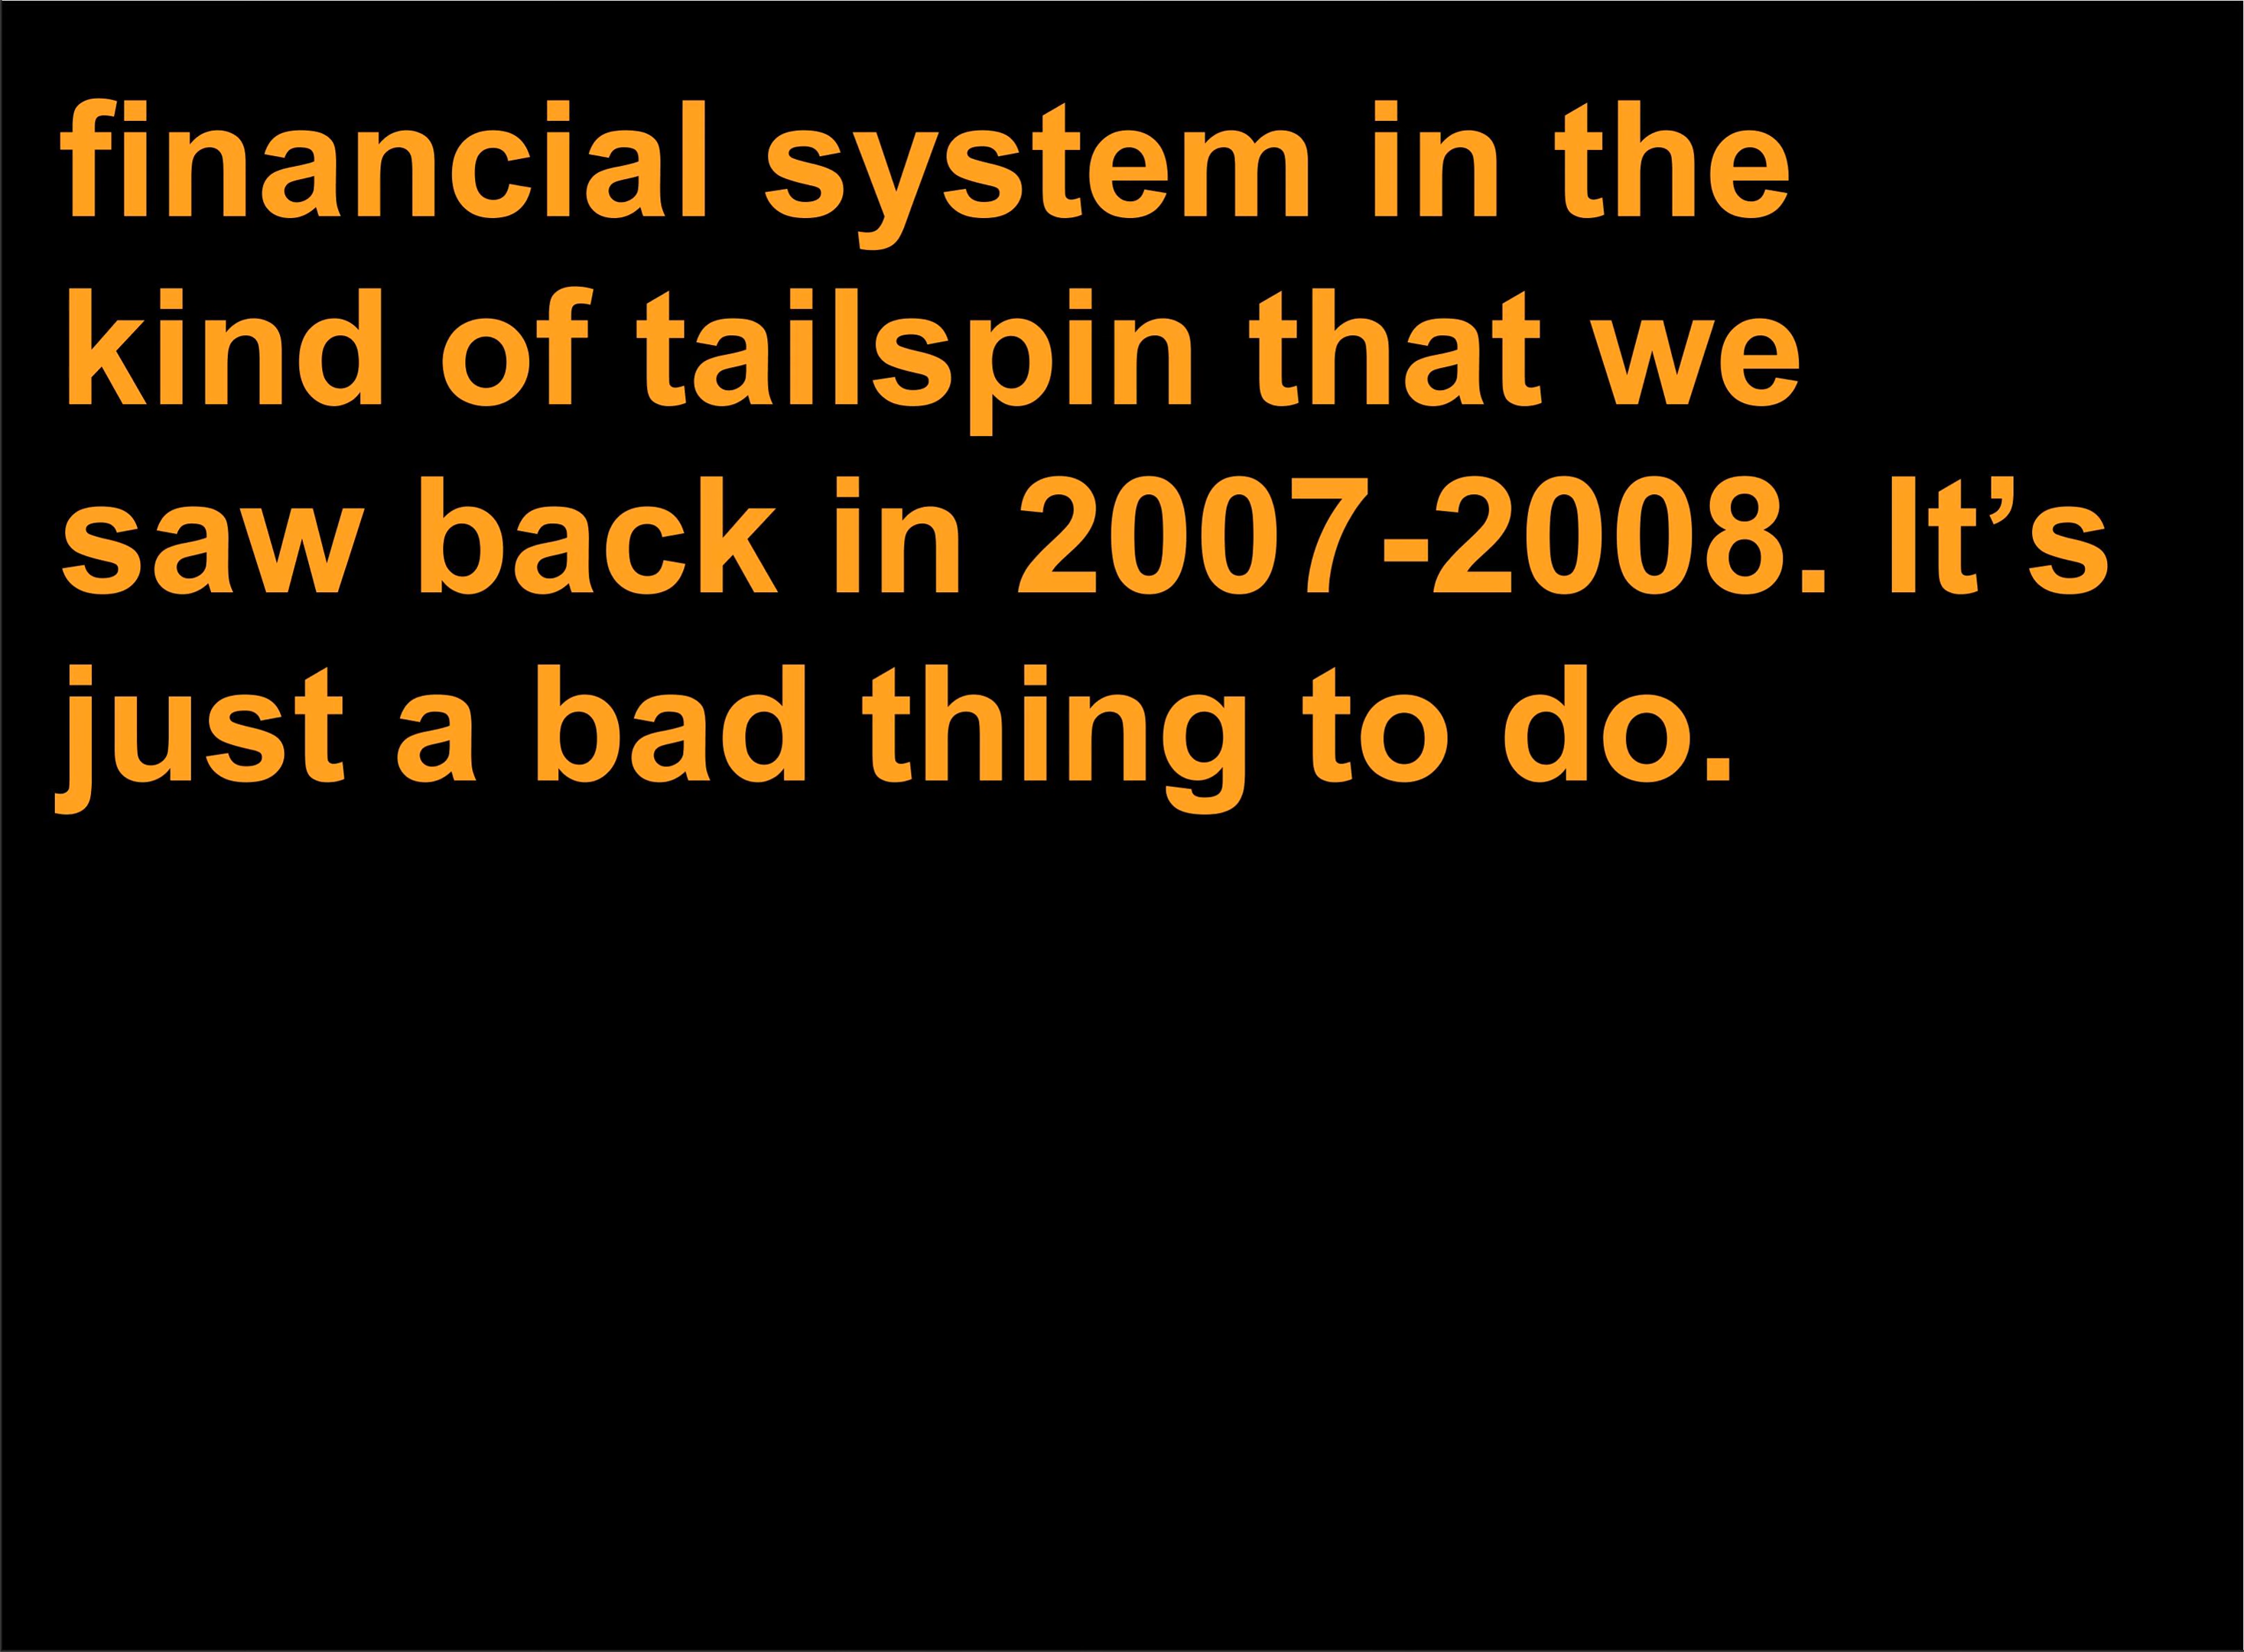 financial system in the
kind of tailspin that we
saw back in 2007-2008. It’s
just a bad thing to do.